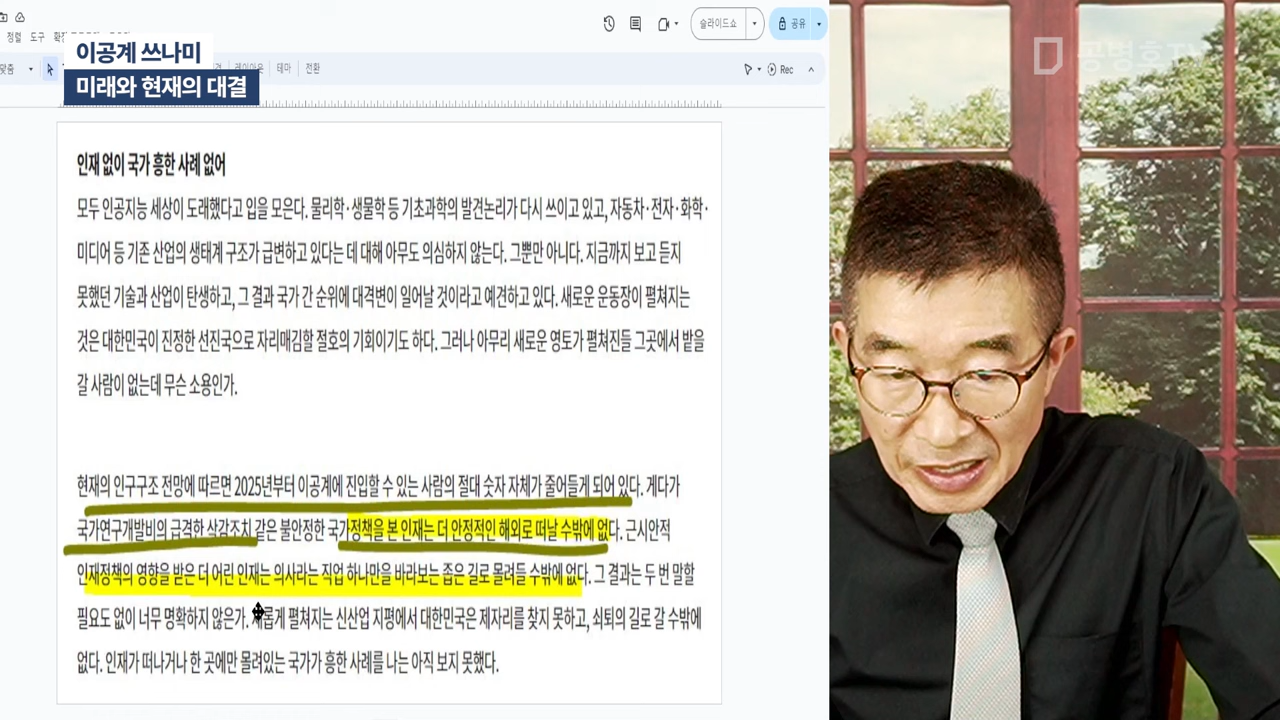 정렬 도구
슬라이드쇼
공유
이공계 쓰나미
미래와 현재의 대결
맞춤
레이아웃
테마
전환
Rec
공병호TV
인재 없이 국가 흥한 사례 없어
모두 인공지능 세상이 도래했다고 입을 모은다. 물리학·생물학 등 기초과학의 발견논리가 다시 쓰이고 있고, 자동차·전자·화학·
미디어 등 기존 산업의 생태계 구조가 급변하고 있다는 데 대해 아무도 의심하지 않는다. 그뿐만 아니다. 지금까지 보고 듣지
못했던 기술과 산업이 탄생하고, 그 결과 국가 간 순위에 대격변이 일어날 것이라고 예견하고 있다. 새로운 운동장이 펼쳐지는
것은 대한민국이 진정한 선진국으로 자리매김할 절호의 기회이기도 하다. 그러나 아무리 새로운 영토가 펼쳐진들 그곳에서 밭을
갈 사람이 없는데 무슨 소용인가.
현재의 인구구조 전망에 따르면 2025년부터 이공계에 진입할 수 있는 사람의 절대 숫자 자체가 줄어들게 되어 있다. 게다가
국가연구개발비의 급격한 삭감조치 같은 불안정한 국가정책을 본 인재는 더 안정적인 해외로 떠날 수밖에 없다. 근시안적
인재정책의 영향을 받은 더 어린 인재는 의사라는 직업 하나만을 바라보는 좁은 길로 몰려들 수밖에 없다. 그 결과는 두 번 말할
필요도 없이 너무 명확하지 않은가. 새롭게 펼쳐지는 신산업 지평에서 대한민국은 제자리를 찾지 못하고, 쇠퇴의 길로 갈 수밖에
없다. 인재가 떠나거나 한 곳에만 몰려있는 국가가 흥한 사례를 나는 아직 보지 못했다.